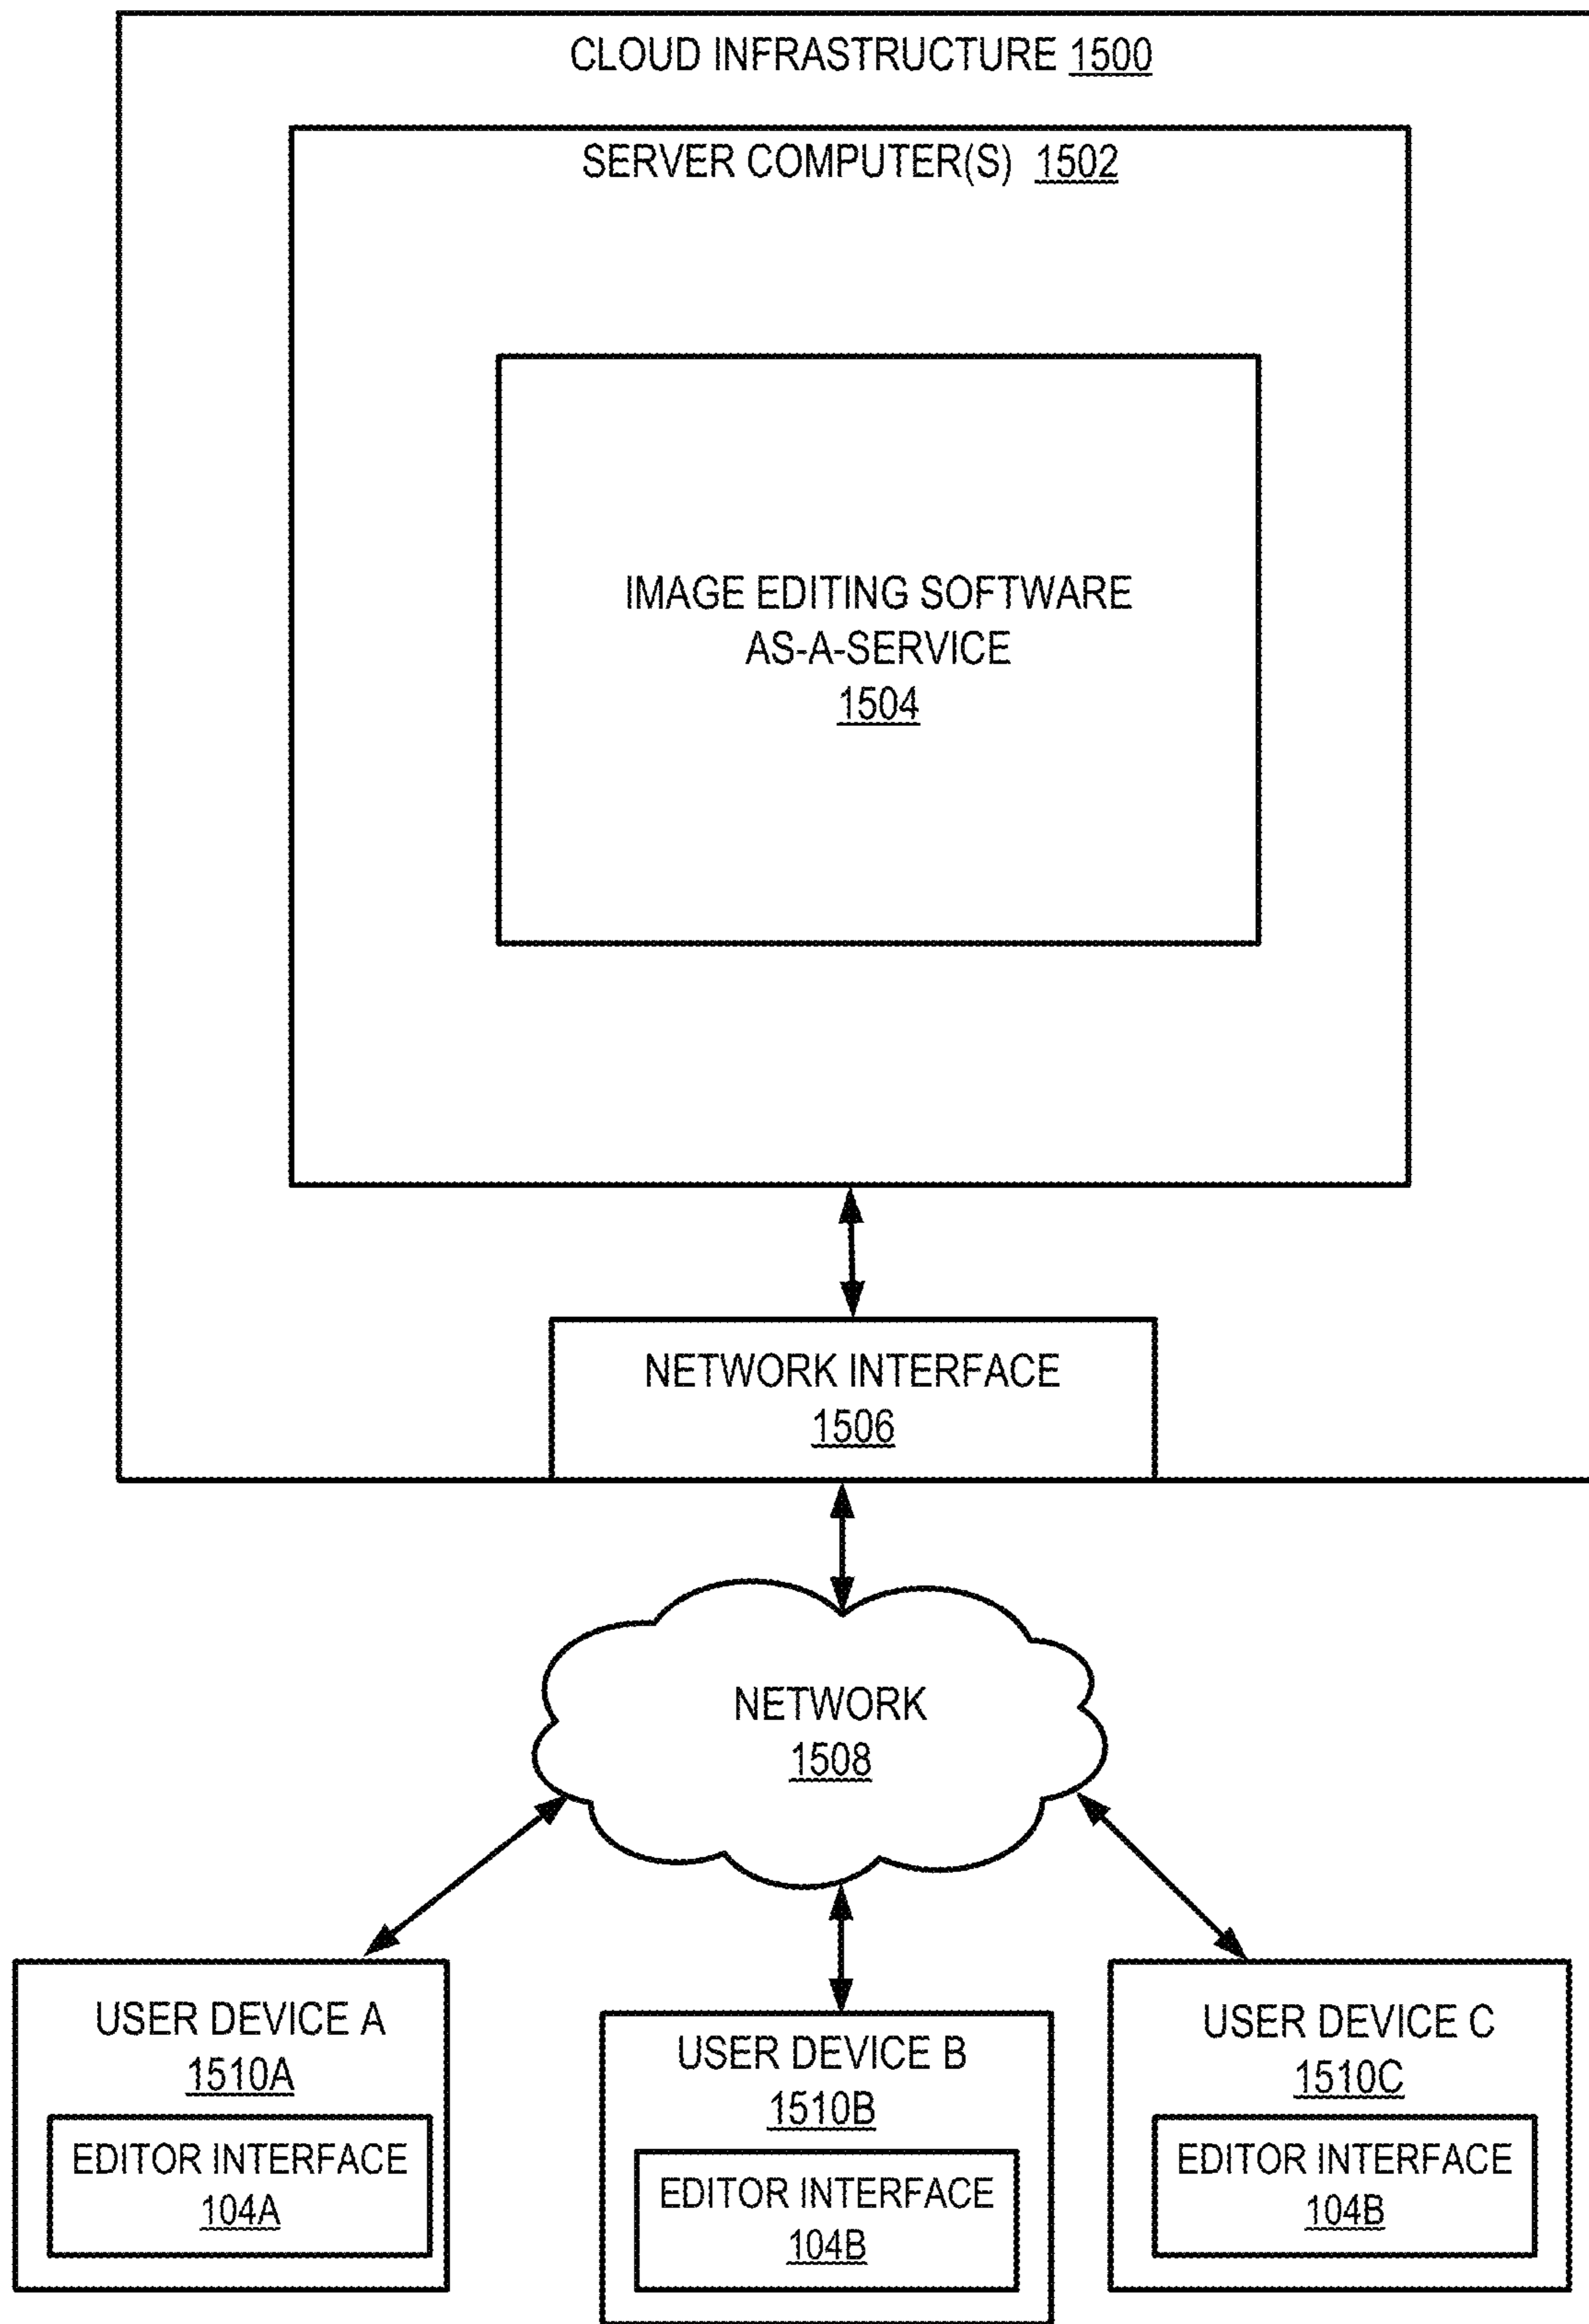 CLOUD INFRASTRUCTURE 1500
SERVER COMPUTER(S) 1502
IMAGE EDITING SOFTWARE
AS-A-SERVICE
1504
NETWORK INTERFACE
1506
NETWORK
1508
USER DEVICE A
1510A
EDITOR INTERFACE
104A
USER DEVICE B
1510B
EDITOR INTERFACE
104B
USER DEVICE C
1510C
EDITOR INTERFACE
104B